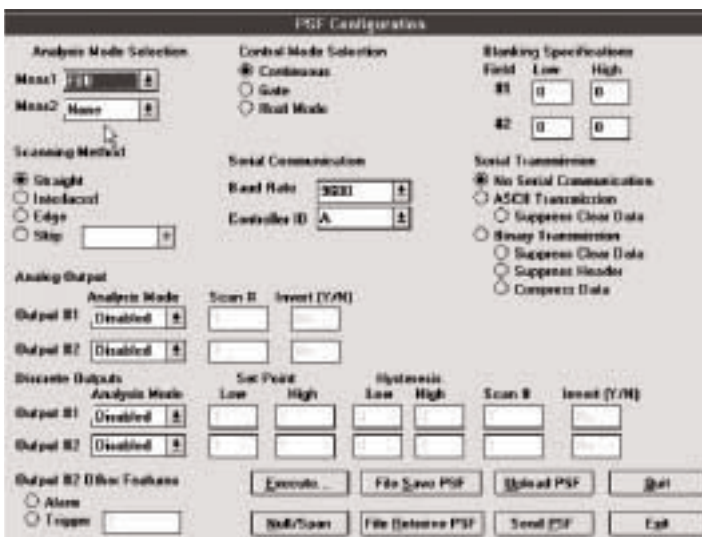 PSF Configuration
Analysis Mode Selection
Meas1
Meas2 None
Control Mode Selection
Continuous
Gate
Host Mode
Blanking Specifications
Field Low High
#1 0 0
#2 0 0
Scanning Method
Straight
Interlaced
Edge
Skip
Serial Communication
Baud Rate 9600
Controller ID A
Serial Transmission
No Serial Communication
ASCII Transmission
Suppress Clear Data
Binary Transmission
Suppress Clear Data
Suppress Header
Compress Data
Analog Output
Analysis Mode Scan # Invert (Y/N)
Output #1 Disabled
Output #2 Disabled
Discrete Outputs
Set Point Hysteresis
Analysis Mode Low High Low High Scan # Invert (Y/N)
Output #1 Disabled
Output #2 Disabled
Output #2 Other Features
Alarm
Trigger
Execute... File Save PSF Upload PSF Quit
Null/Span File Retrieve PSF Send PSF Exit